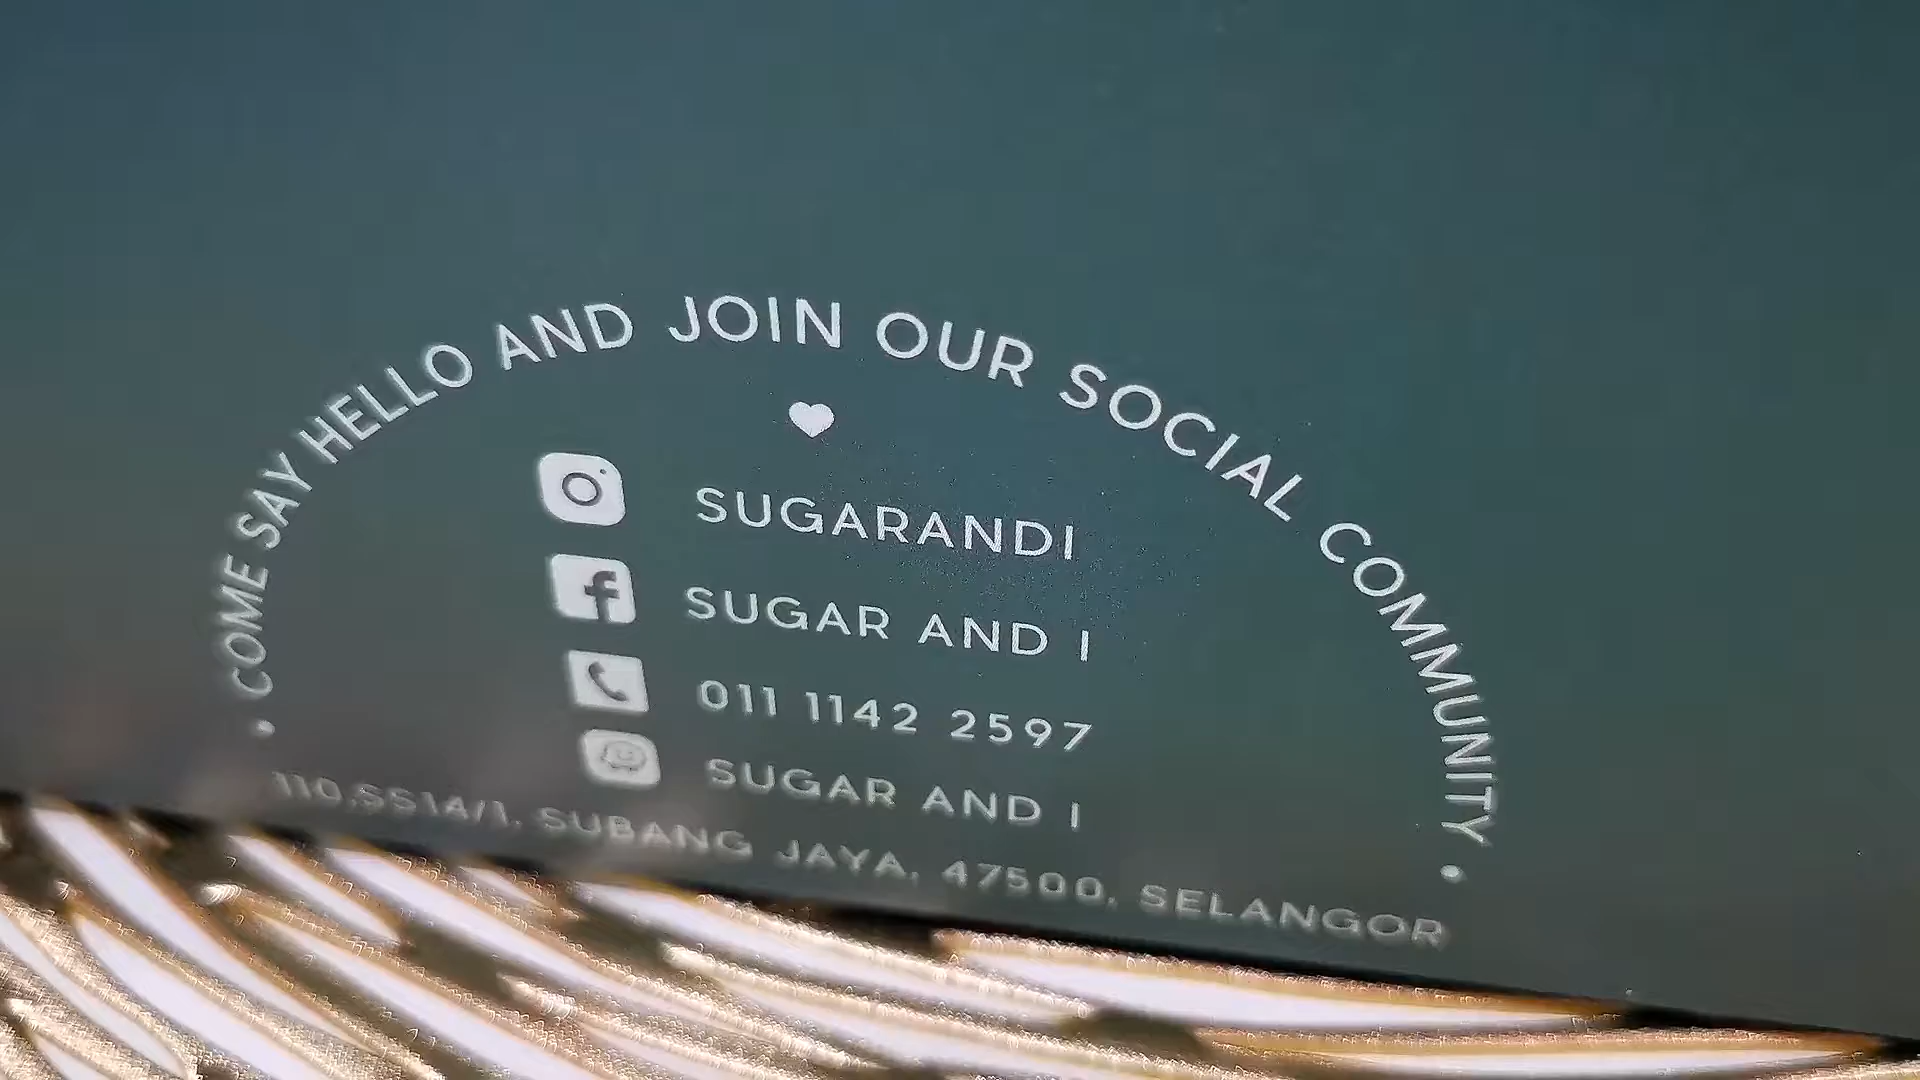 • COME SAY HELLO AND JOIN OUR SOCIAL COMMUNITY •
SUGARANDI
SUGAR AND I
011 1142 2597
SUGAR AND I
110,SS14/1, SUBANG JAYA, 47500, SELANGOR